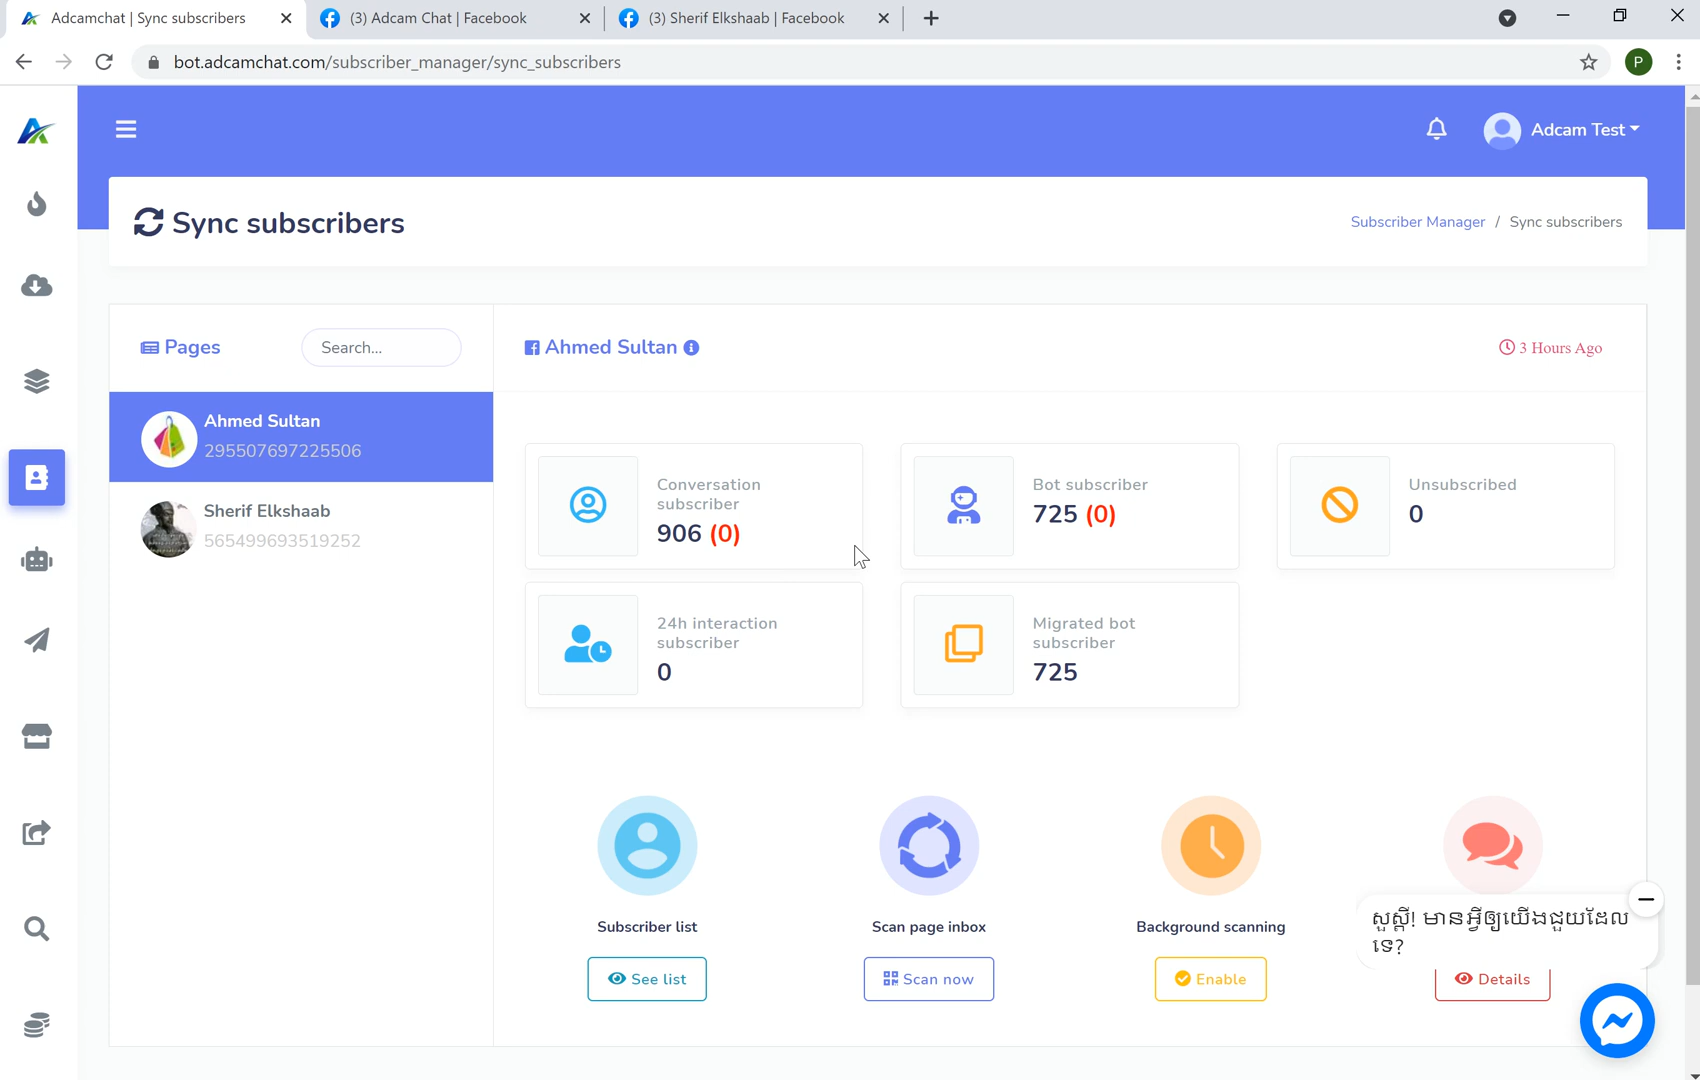 Adcamchat | Sync subscribers
(3) Adcam Chat | Facebook
(3) Sherif Elkshaab | Facebook
bot.adcamchat.com/subscriber_manager/sync_subscribers
P
Adcam Test
Sync subscribers
Subscriber Manager / Sync subscribers
Pages
Search...
Ahmed Sultan
3 Hours Ago
Ahmed Sultan
295507697225506
Sherif Elkshaab
565499693519252
Conversation
subscriber
906 (0)
Bot subscriber
725 (0)
Unsubscribed
0
24h interaction
subscriber
0
Migrated bot
subscriber
725
Subscriber list
Scan page inbox
Background scanning
សួស្តី! មានអ្វីឲ្យយើងជួយដែល
ទេ?
See list
Scan now
Enable
Details